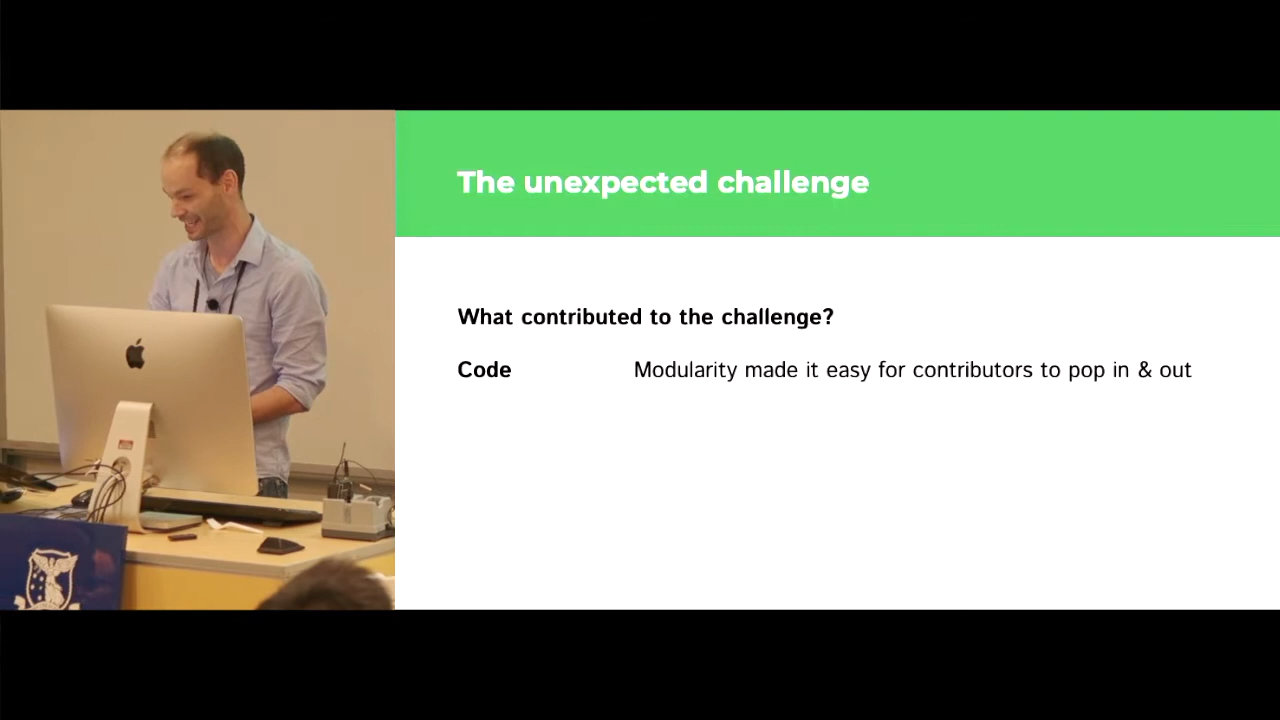 The unexpected challenge
What contributed to the challenge?
Code Modularity made it easy for contributors to pop in & out